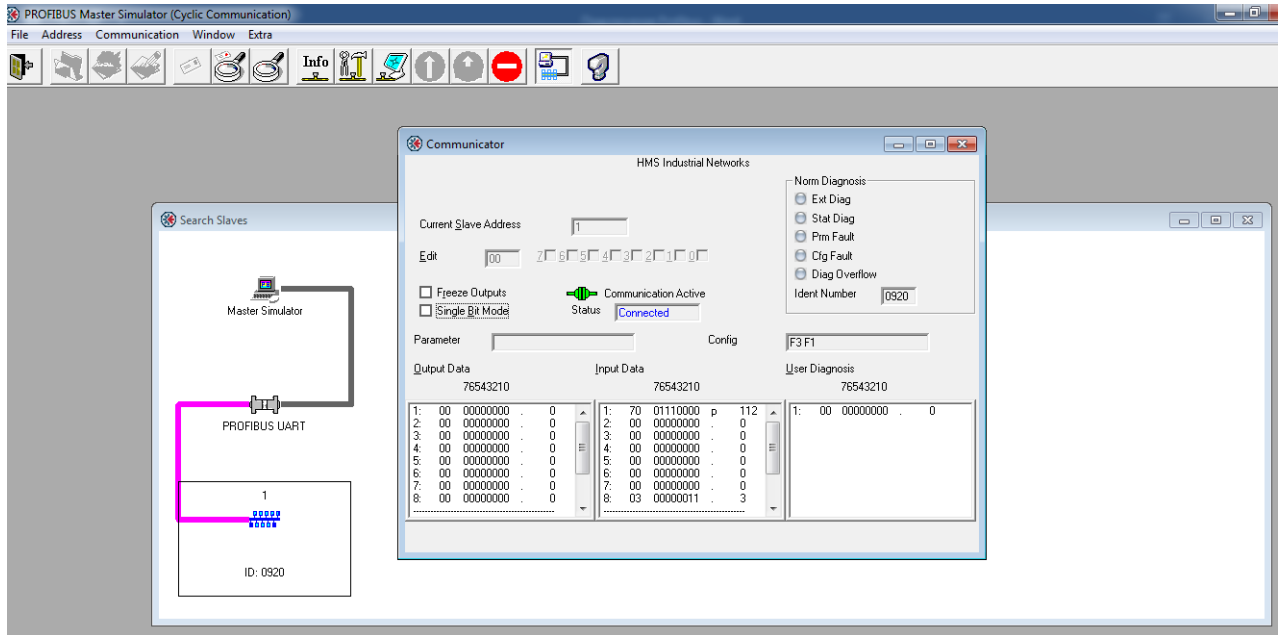 PROFIBUS Master Simulator (Cyclic Communication)
File Address Communication Window Extra
Info
Communicator
HMS Industrial Networks
Norm Diagnosis
Ext Diag
Stat Diag
Prm Fault
Cfg Fault
Diag Overflow
Ident Number 0920
Current Slave Address 1
Edit 00 7 6 5 4 3 2 1 0
Freeze Outputs Communication Active
Single Bit Mode Status Connected
Parameter Config F3 F1
Output Data Input Data User Diagnosis
76543210 76543210 76543210
1: 00 00000000 . 0 1: 70 01110000 p 112 1: 00 00000000 . 0
2: 00 00000000 . 0 2: 00 00000000 . 0
3: 00 00000000 . 0 3: 00 00000000 . 0
4: 00 00000000 . 0 4: 00 00000000 . 0
5: 00 00000000 . 0 5: 00 00000000 . 0
6: 00 00000000 . 0 6: 00 00000000 . 0
7: 00 00000000 . 0 7: 00 00000000 . 0
8: 00 00000000 . 0 8: 03 00000011 . 3
Search Slaves
Master Simulator
PROFIBUS UART
1
ID: 0920